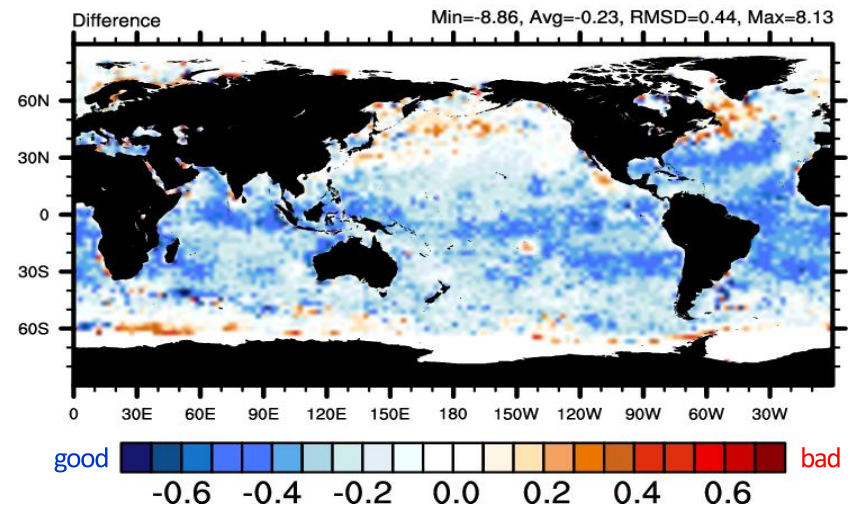 Difference
Min=-8.86, Avg=-0.23, RMSD=0.44, Max=8.13
60N
30N
0
30S
60S
0 30E 60E 90E 120E 150E 180 150W 120W 90W 60W 30W
good bad
-0.6 -0.4 -0.2 0.0 0.2 0.4 0.6